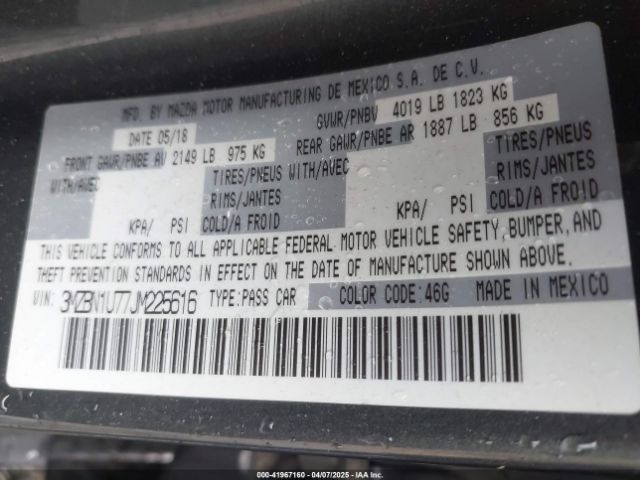 MFD. BY MAZDA MOTOR MANUFACTURING DE MEXICO S.A. DE C.V.
DATE 05/18 GVWR/PNBV 4019 LB 1823 KG
FRONT GAWR/PNBE AV 2149 LB 975 KG REAR GAWR/PNBE AR 1887 LB 856 KG
WITH/AVEC TIRES/PNEUS WITH/AVEC TIRES/PNEUS
RIMS/JANTES RIMS/JANTES
KPA/ PSI COLD/A FROID KPA/ PSI COLD/A FROID
THIS VEHICLE CONFORMS TO ALL APPLICABLE FEDERAL MOTOR VEHICLE SAFETY, BUMPER, AND
THEFT PREVENTION STANDARDS IN EFFECT ON THE DATE OF MANUFACTURE SHOWN ABOVE.
VIN: 3MZBN1U77JM225616 TYPE: PASS CAR COLOR CODE: 46G MADE IN MEXICO
000-41967160 04/07/2025 Copyright IAA, Inc.